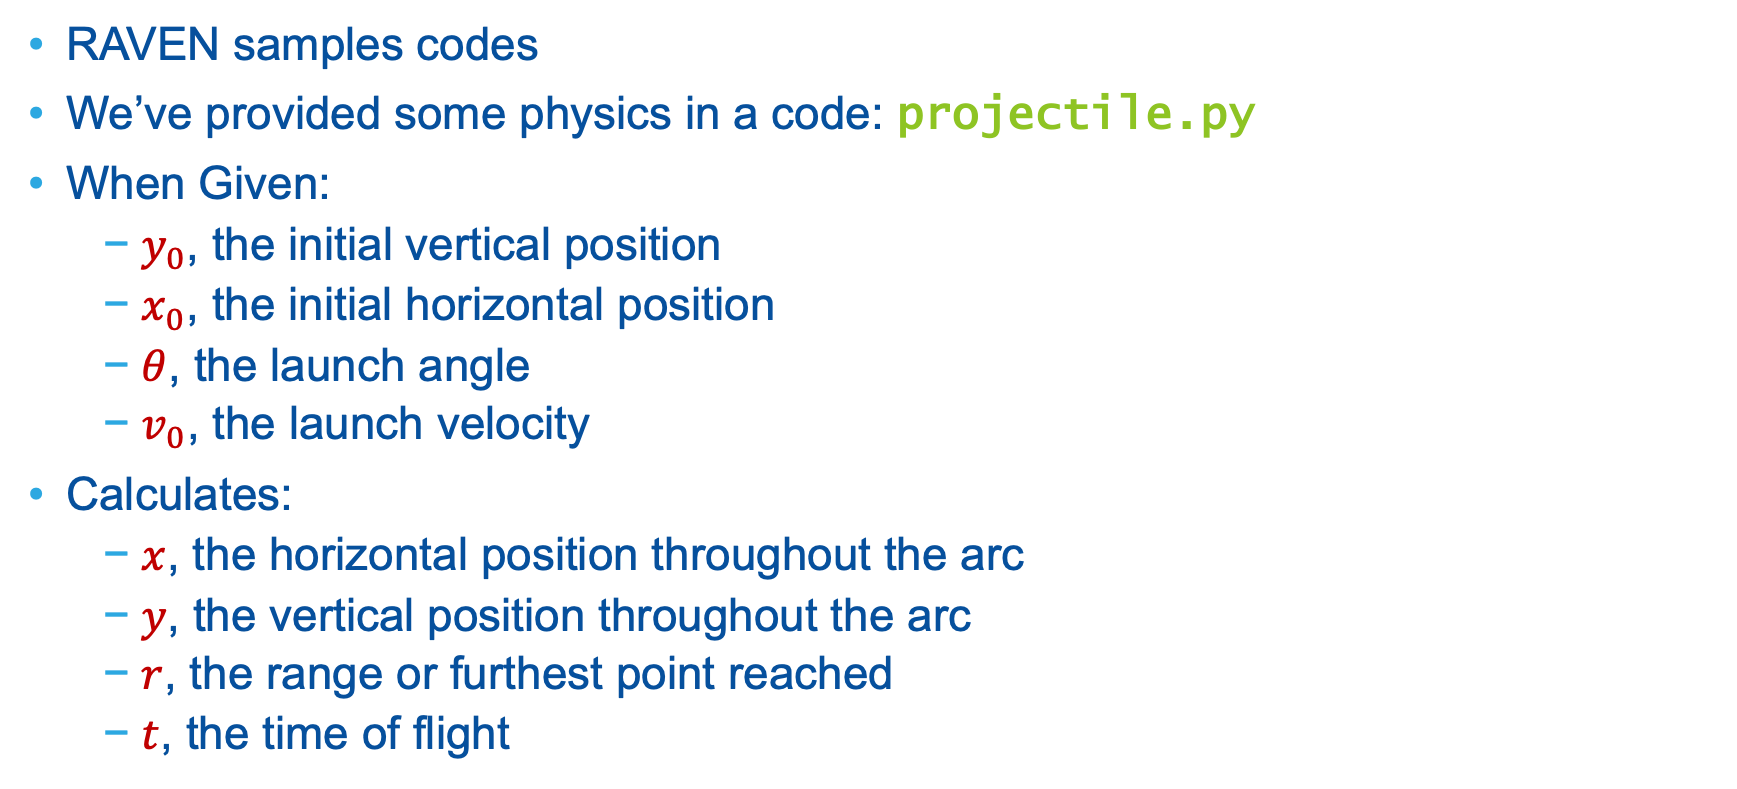 • RAVEN samples codes
• We’ve provided some physics in a code: projectile.py
• When Given:
− y₀, the initial vertical position
− x₀, the initial horizontal position
− θ, the launch angle
− v₀, the launch velocity
• Calculates:
− x, the horizontal position throughout the arc
− y, the vertical position throughout the arc
− r, the range or furthest point reached
− t, the time of flight